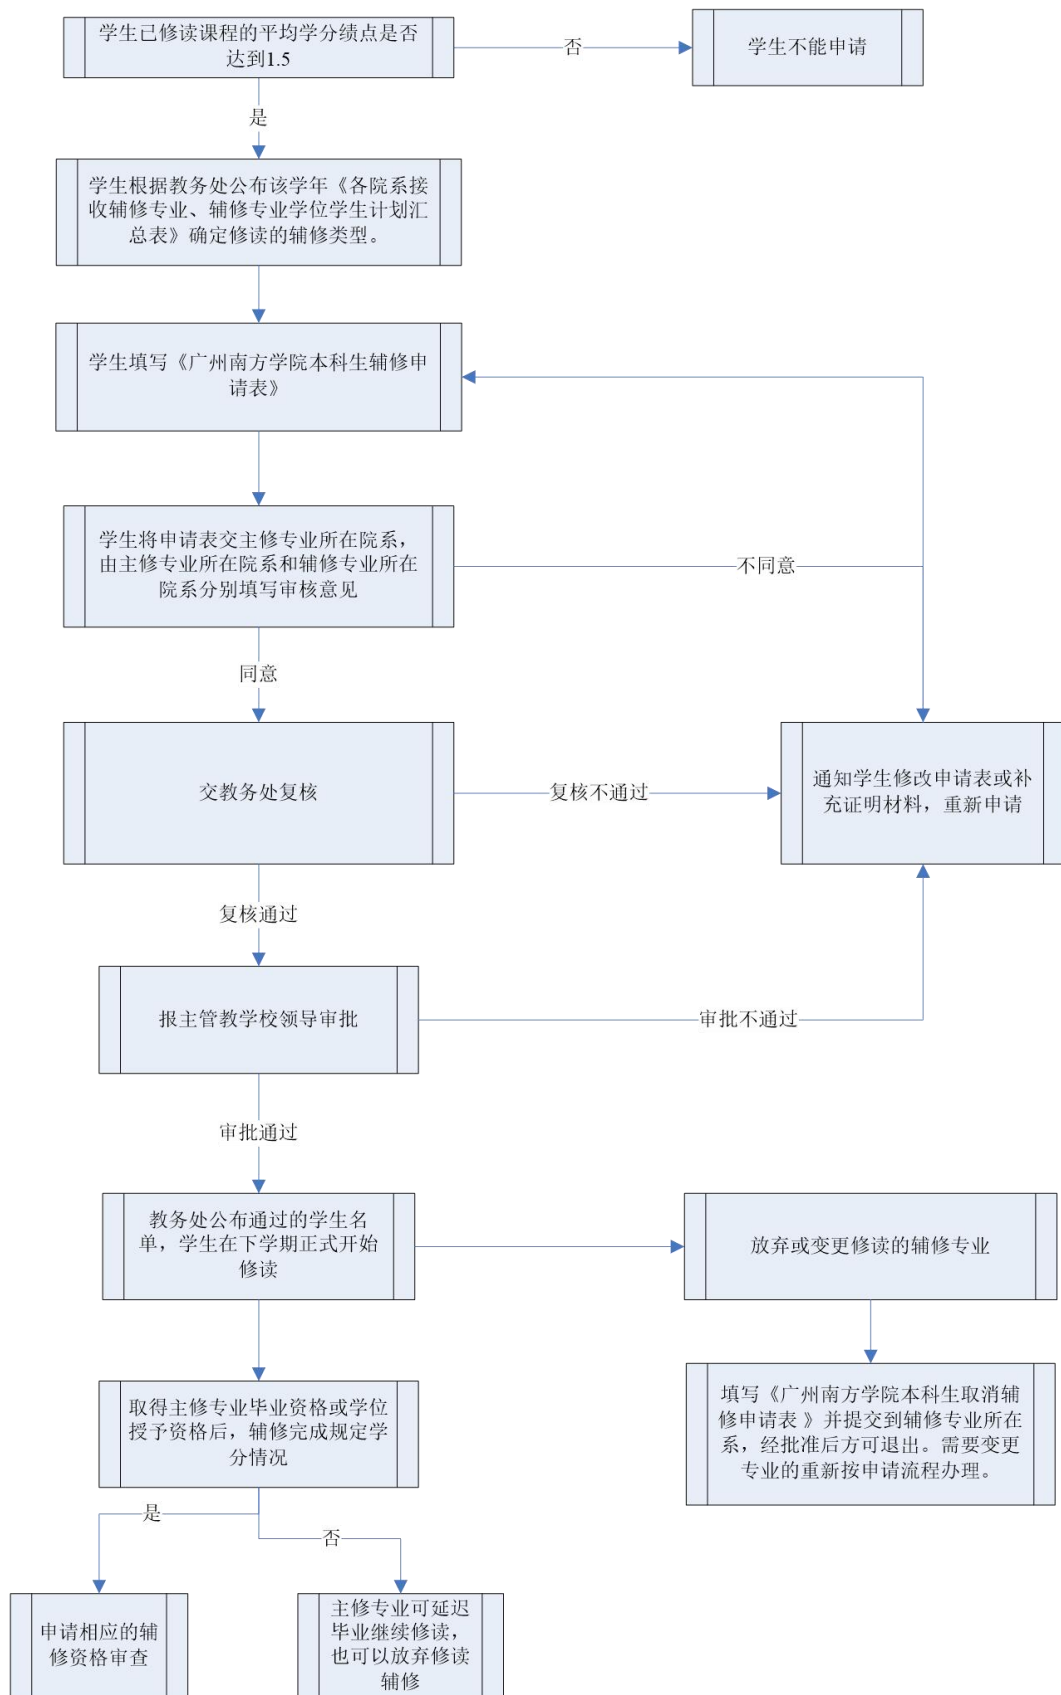 学生已修读课程的平均学分绩点是否
达到1.5
否
学生不能申请
是
学生根据教务处公布该学年《各院系接
收辅修专业、辅修专业学位学生计划汇
总表》确定修读的辅修类型。
学生填写《广州南方学院本科生辅修申
请表》
学生将申请表交主修专业所在院系，
由主修专业所在院系和辅修专业所在
院系分别填写审核意见
不同意
同意
交教务处复核
复核不通过
通知学生修改申请表或补
充证明材料，重新申请
复核通过
报主管教学校领导审批
审批不通过
审批通过
教务处公布通过的学生名
单，学生在下学期正式开始
修读
放弃或变更修读的辅修专业
取得主修专业毕业资格或学位
授予资格后，辅修完成规定学
分情况
填写《广州南方学院本科生取消辅
修申请表 》并提交到辅修专业所在
系，经批准后方可退出。需要变更
专业的重新按申请流程办理。
是
否
申请相应的辅
修资格审查
主修专业可延迟
毕业继续修读，
也可以放弃修读
辅修